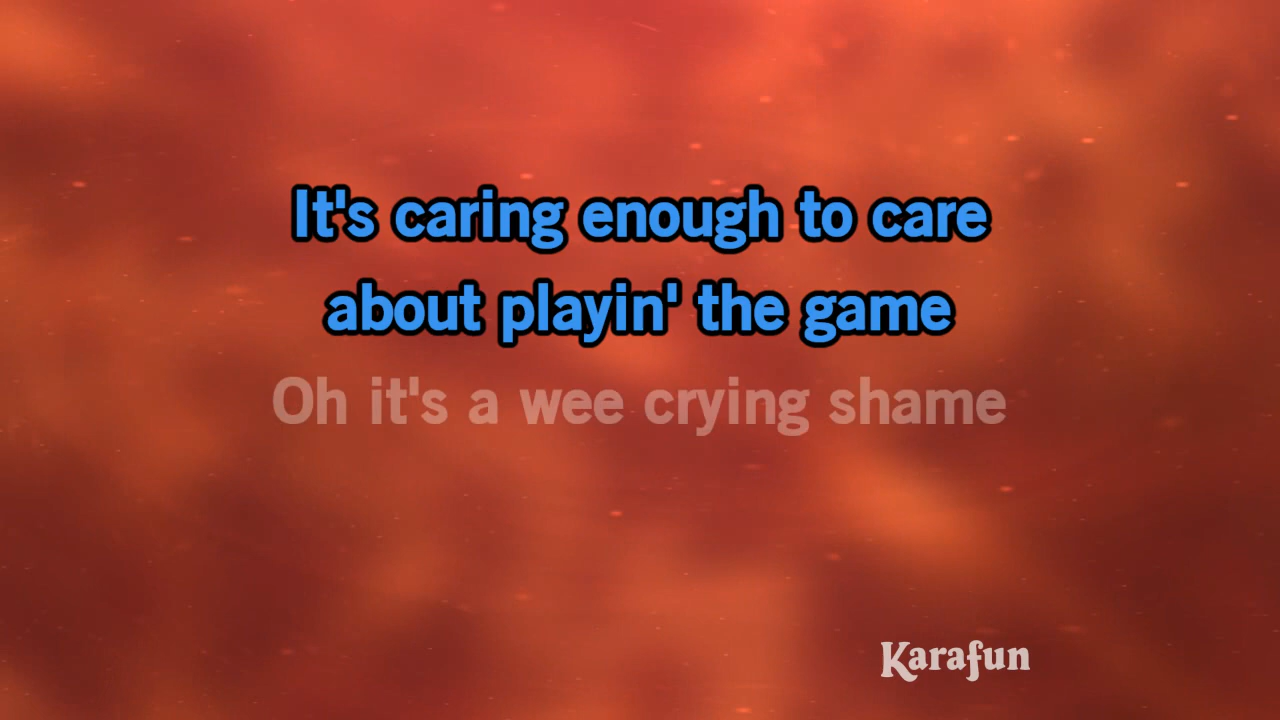 It's caring enough to care
about playin' the game
Oh it's a wee crying shame
Karafun